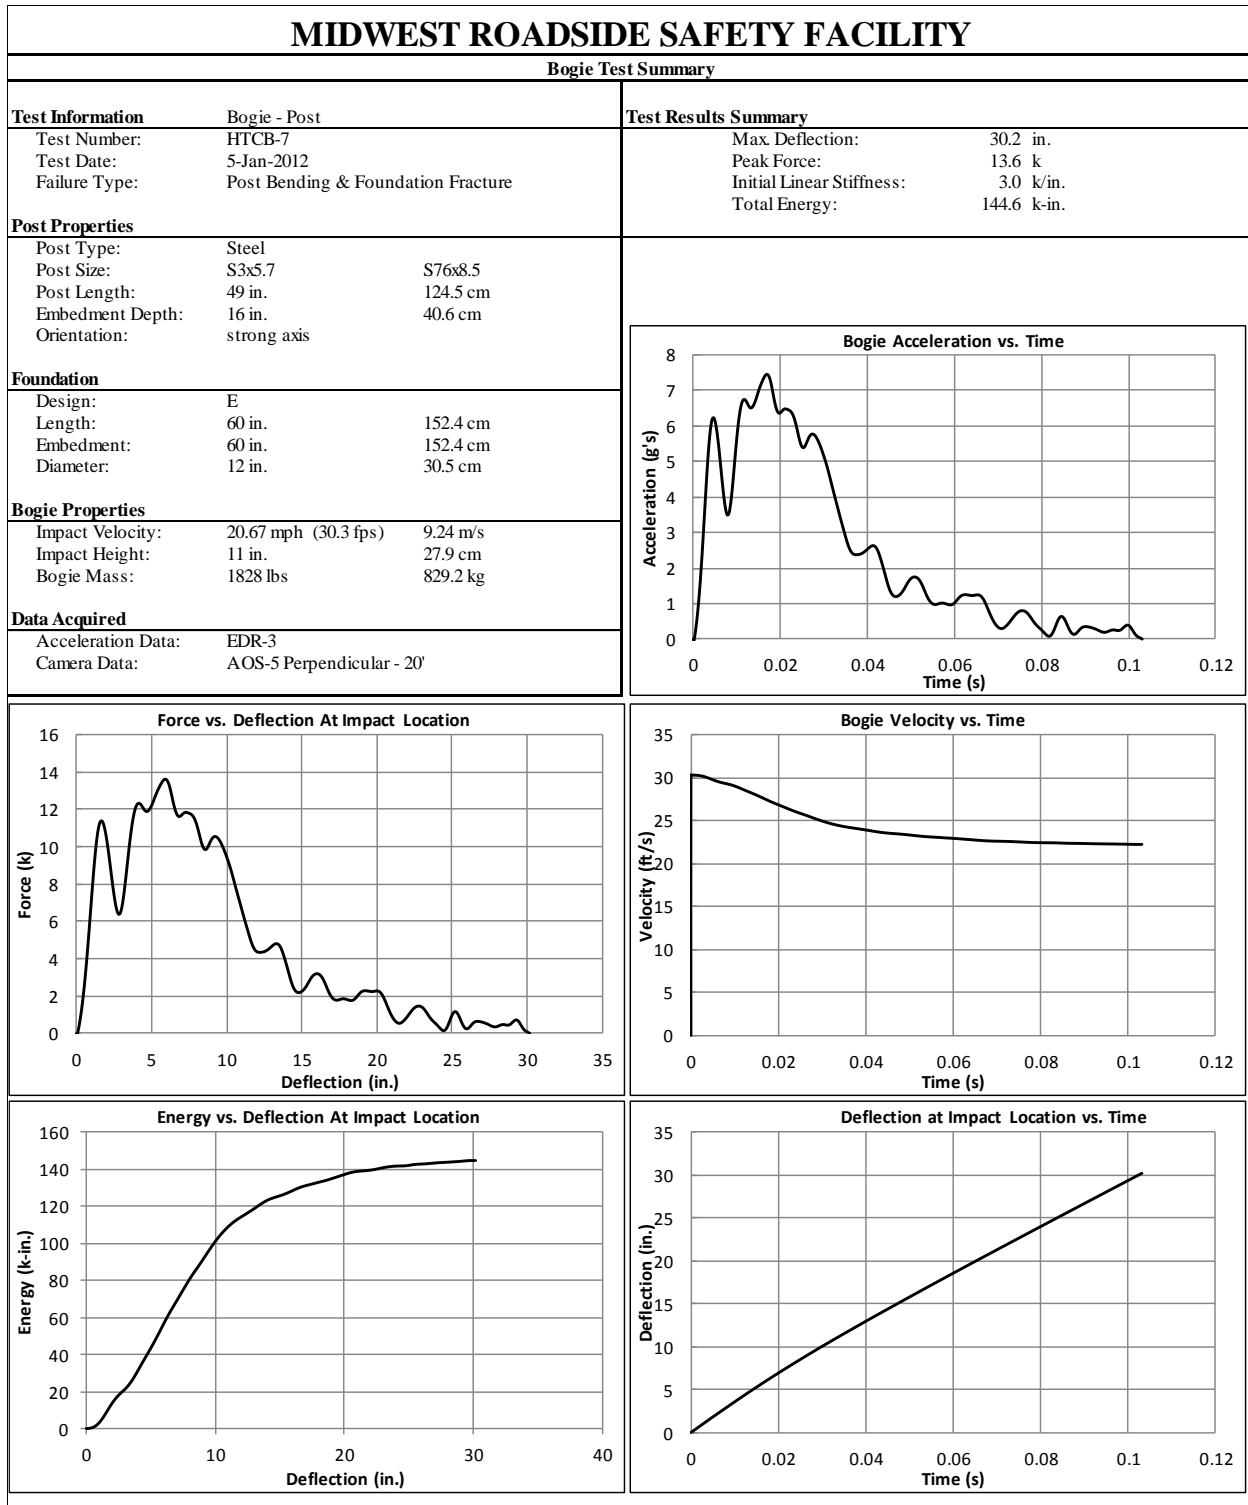 MIDWEST ROADSIDE SAFETY FACILITY
Bogie Test Summary
Test Information Bogie - Post
Test Number: HTCB-7
Test Date: 5-Jan-2012
Failure Type: Post Bending & Foundation Fracture
Post Properties
Post Type: Steel
Post Size: S3x5.7 S76x8.5
Post Length: 49 in. 124.5 cm
Embedment Depth: 16 in. 40.6 cm
Orientation: strong axis
Foundation
Design: E
Length: 60 in. 152.4 cm
Embedment: 60 in. 152.4 cm
Diameter: 12 in. 30.5 cm
Bogie Properties
Impact Velocity: 20.67 mph (30.3 fps) 9.24 m/s
Impact Height: 11 in. 27.9 cm
Bogie Mass: 1828 lbs 829.2 kg
Data Acquired
Acceleration Data: EDR-3
Camera Data: AOS-5 Perpendicular - 20'
Test Results Summary
Max. Deflection: 30.2 in.
Peak Force: 13.6 k
Initial Linear Stiffness: 3.0 k/in.
Total Energy: 144.6 k-in.
Bogie Acceleration vs. Time
Acceleration (g's)
8
7
6
5
4
3
2
1
0
0 0.02 0.04 0.06 0.08 0.1 0.12
Time (s)
Force vs. Deflection At Impact Location
Force (k)
16
14
12
10
8
6
4
2
0
0 5 10 15 20 25 30 35
Deflection (in.)
Bogie Velocity vs. Time
Velocity (ft/s)
35
30
25
20
15
10
5
0
0 0.02 0.04 0.06 0.08 0.1 0.12
Time (s)
Energy vs. Deflection At Impact Location
Energy (k-in.)
160
140
120
100
80
60
40
20
0
0 10 20 30 40
Deflection (in.)
Deflection at Impact Location vs. Time
Deflection (in.)
35
30
25
20
15
10
5
0
0 0.02 0.04 0.06 0.08 0.1 0.12
Time (s)